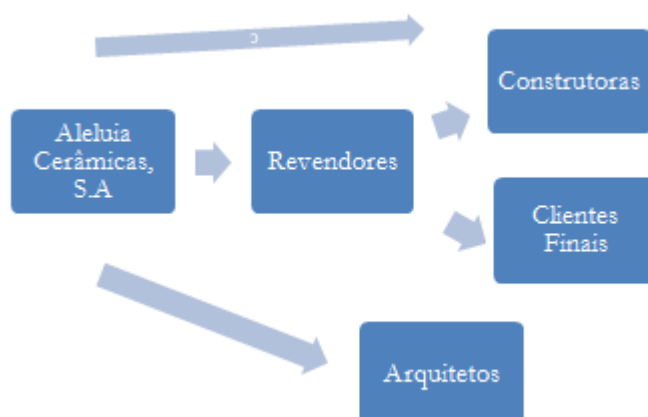 Construtoras
Aleluia
Cerâmicas,
S.A
Revendores
Clientes
Finais
Arquitetos